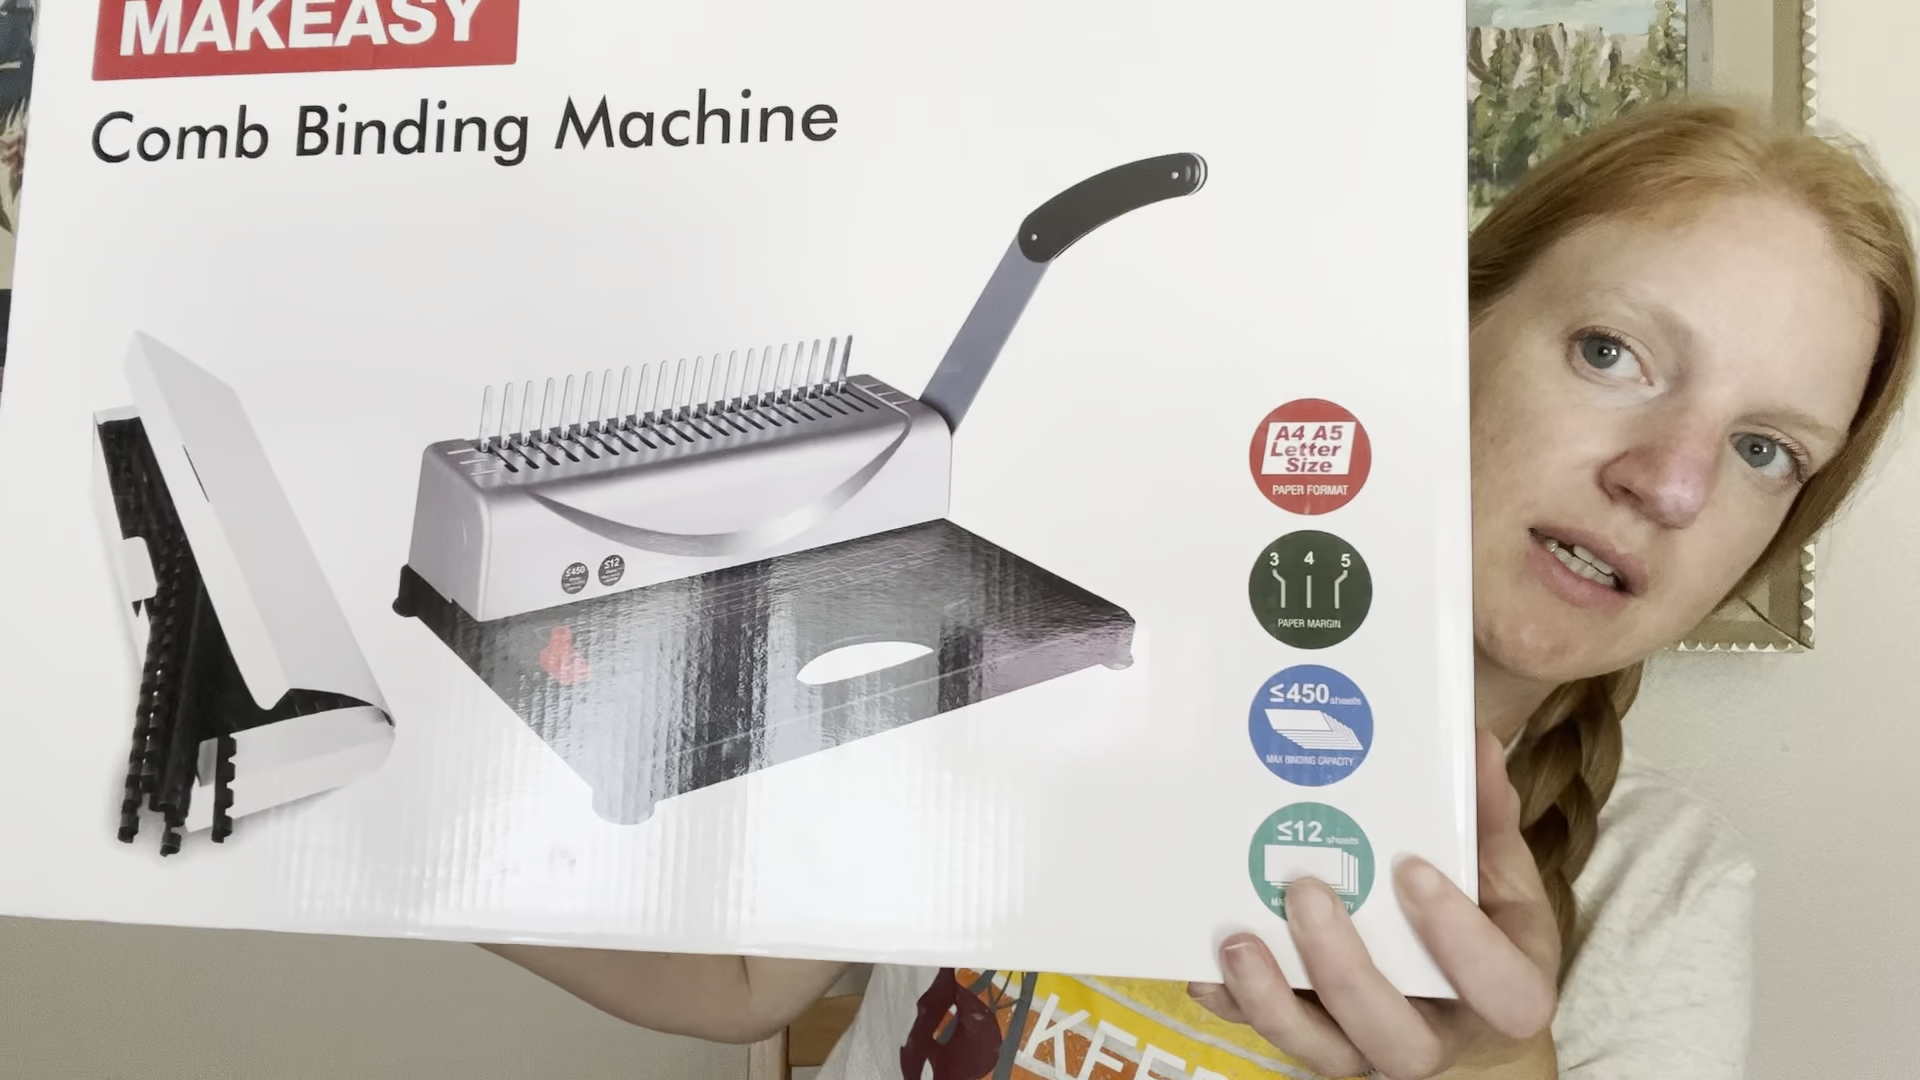 MAKEASY
Comb Binding Machine
A4 A5
Letter
Size
PAPER FORMAT
3 4 5
PAPER MARGIN
≤450 sheets
MAX BINDING CAPACITY
≤12 sheets
≤450
≤12
KEE